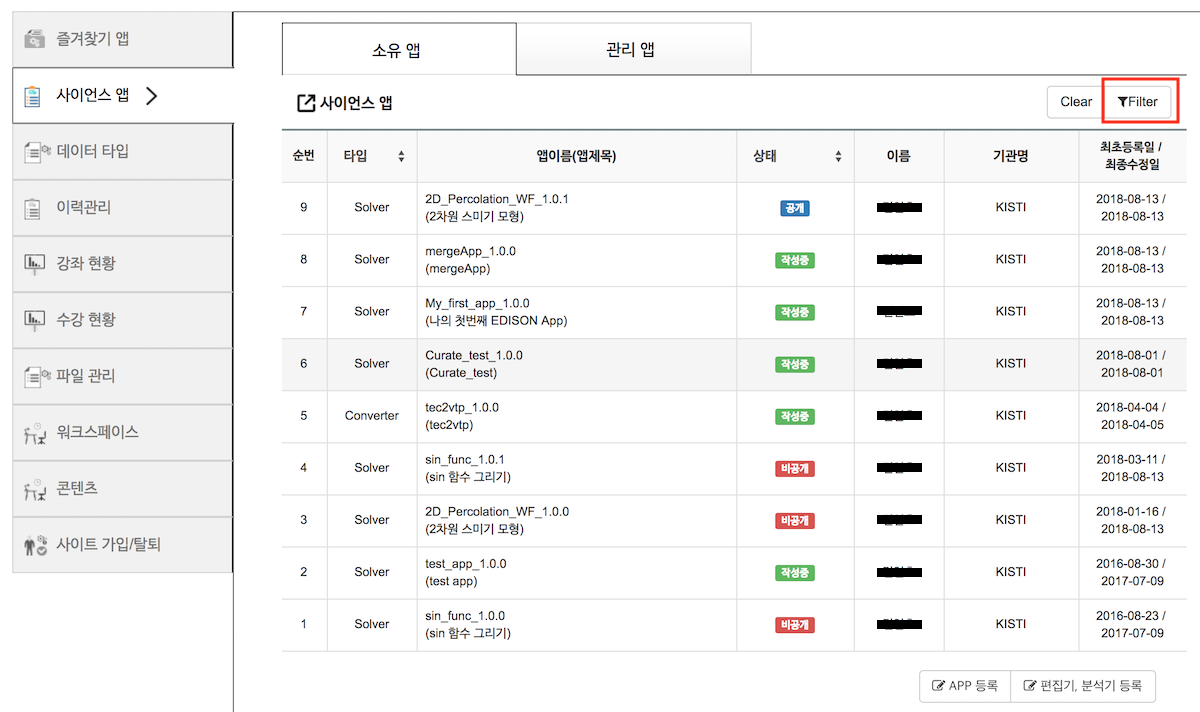 즐겨찾기 앱
사이언스 앱
데이터 타입
이력관리
강좌 현황
수강 현황
파일 관리
워크스페이스
콘텐츠
사이트 가입/탈퇴
소유 앱
관리 앱
사이언스 앱
Clear
Filter
순번 타입 앱이름(앱제목) 상태 이름 기관명 최초등록일 /
최종수정일
9 Solver 2D_Percolation_WF_1.0.1 공개 KISTI 2018-08-13 /
(2차원 스미기 모형) 2018-08-13
8 Solver mergeApp_1.0.0 작성중 KISTI 2018-08-13 /
(mergeApp) 2018-08-13
7 Solver My_first_app_1.0.0 작성중 KISTI 2018-08-13 /
(나의 첫번째 EDISON App) 2018-08-13
6 Solver Curate_test_1.0.0 작성중 KISTI 2018-08-01 /
(Curate_test) 2018-08-01
5 Converter tec2vtp_1.0.0 작성중 KISTI 2018-04-04 /
(tec2vtp) 2018-04-05
4 Solver sin_func_1.0.1 비공개 KISTI 2018-03-11 /
(sin 함수 그리기) 2018-08-13
3 Solver 2D_Percolation_WF_1.0.0 비공개 KISTI 2018-01-16 /
(2차원 스미기 모형) 2018-08-13
2 Solver test_app_1.0.0 작성중 KISTI 2016-08-30 /
(test app) 2017-07-09
1 Solver sin_func_1.0.0 비공개 KISTI 2016-08-23 /
(sin 함수 그리기) 2017-07-09
APP 등록
편집기, 분석기 등록